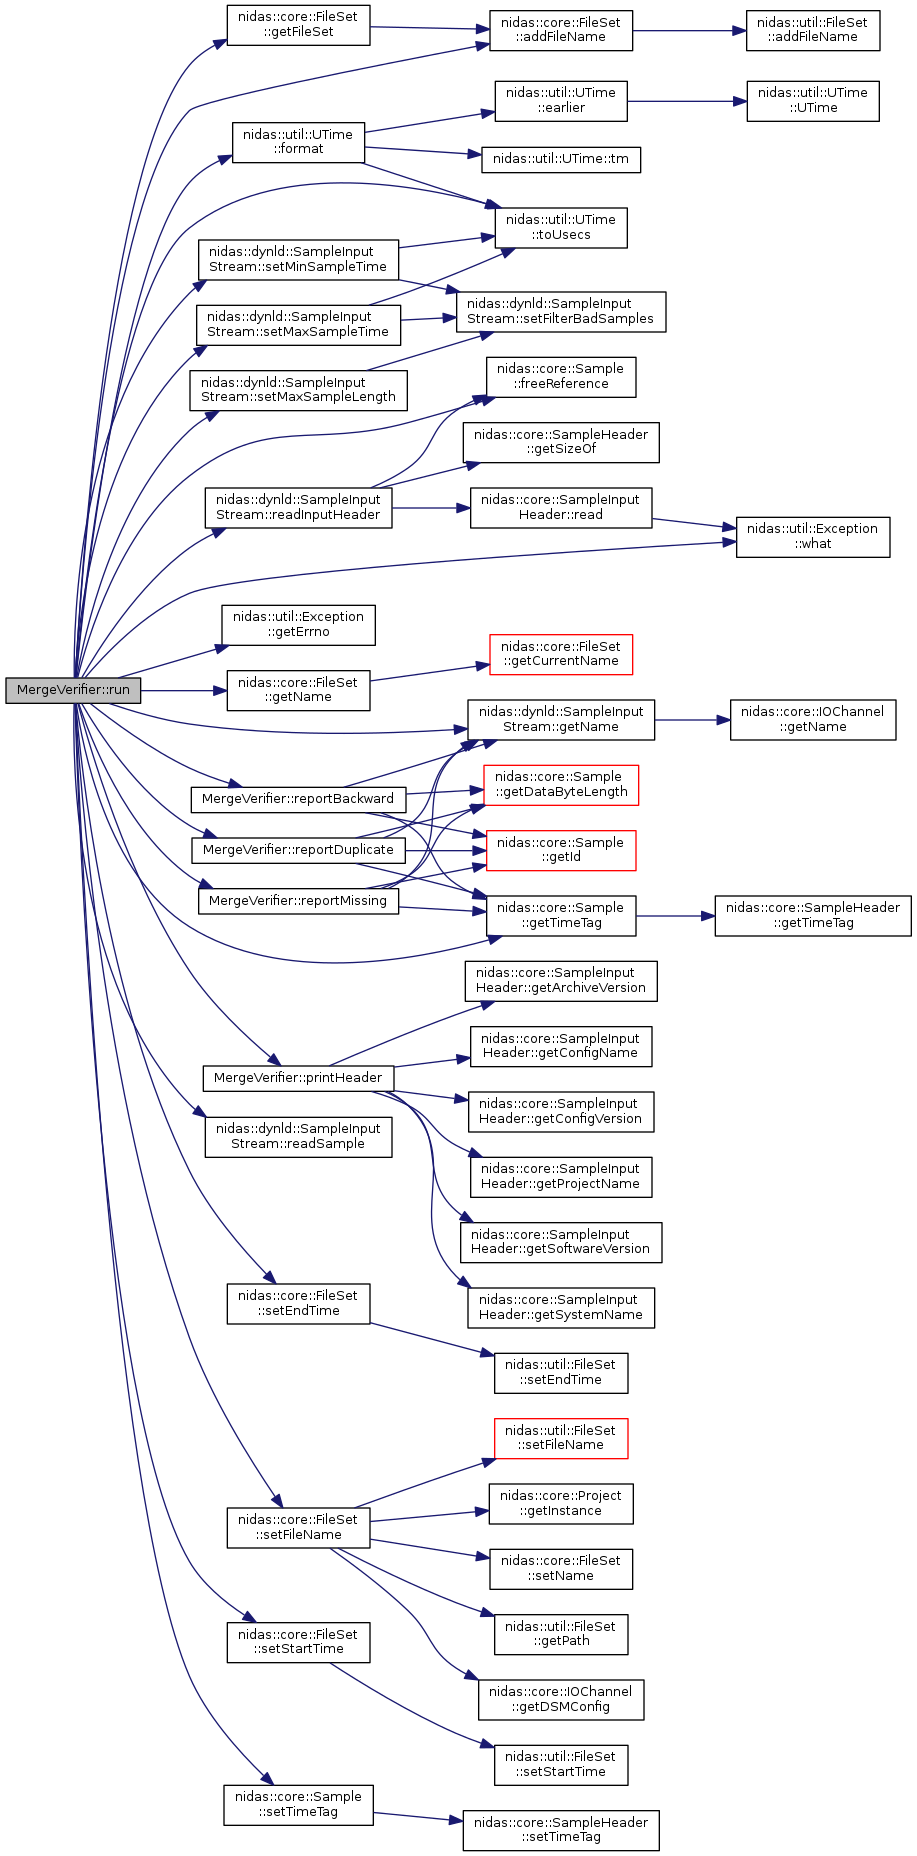 nidas::core::FileSet
::getFileSet
nidas::core::FileSet
::addFileName
nidas::util::FileSet
::addFileName
nidas::util::UTime
::earlier
nidas::util::UTime
::UTime
nidas::util::UTime
::format
nidas::util::UTime::tm
nidas::util::UTime
::toUsecs
nidas::dynld::SampleInput
Stream::setMinSampleTime
nidas::dynld::SampleInput
Stream::setMaxSampleTime
nidas::dynld::SampleInput
Stream::setFilterBadSamples
nidas::dynld::SampleInput
Stream::setMaxSampleLength
nidas::core::Sample
::freeReference
nidas::core::SampleHeader
::getSizeOf
nidas::dynld::SampleInput
Stream::readInputHeader
nidas::core::SampleInput
Header::read
nidas::util::Exception
::what
nidas::util::Exception
::getErrno
nidas::core::FileSet
::getCurrentName
MergeVerifier::run
nidas::core::FileSet
::getName
nidas::dynld::SampleInput
Stream::getName
nidas::core::IOChannel
::getName
MergeVerifier::reportBackward
nidas::core::Sample
::getDataByteLength
MergeVerifier::reportDuplicate
nidas::core::Sample
::getId
MergeVerifier::reportMissing
nidas::core::Sample
::getTimeTag
nidas::core::SampleHeader
::getTimeTag
nidas::core::SampleInput
Header::getArchiveVersion
nidas::core::SampleInput
Header::getConfigName
MergeVerifier::printHeader
nidas::core::SampleInput
Header::getConfigVersion
nidas::dynld::SampleInput
Stream::readSample
nidas::core::SampleInput
Header::getProjectName
nidas::core::SampleInput
Header::getSoftwareVersion
nidas::core::SampleInput
Header::getSystemName
nidas::core::FileSet
::setEndTime
nidas::util::FileSet
::setEndTime
nidas::util::FileSet
::setFileName
nidas::core::Project
::getInstance
nidas::core::FileSet
::setFileName
nidas::core::FileSet
::setName
nidas::util::FileSet
::getPath
nidas::core::FileSet
::setStartTime
nidas::core::IOChannel
::getDSMConfig
nidas::util::FileSet
::setStartTime
nidas::core::Sample
::setTimeTag
nidas::core::SampleHeader
::setTimeTag